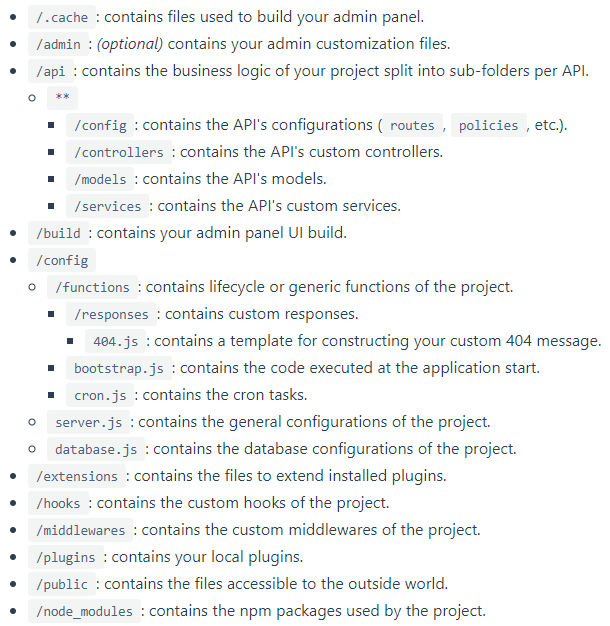 /.cache : contains files used to build your admin panel.
/admin : (optional) contains your admin customization files.
/api : contains the business logic of your project split into sub-folders per API.
**
/config : contains the API's configurations ( routes , policies , etc.).
/controllers : contains the API's custom controllers.
/models : contains the API's models.
/services : contains the API's custom services.
/build : contains your admin panel UI build.
/config
/functions : contains lifecycle or generic functions of the project.
/responses : contains custom responses.
404.js : contains a template for constructing your custom 404 message.
bootstrap.js : contains the code executed at the application start.
cron.js : contains the cron tasks.
server.js : contains the general configurations of the project.
database.js : contains the database configurations of the project.
/extensions : contains the files to extend installed plugins.
/hooks : contains the custom hooks of the project.
/middlewares : contains the custom middlewares of the project.
/plugins : contains your local plugins.
/public : contains the files accessible to the outside world.
/node_modules : contains the npm packages used by the project.